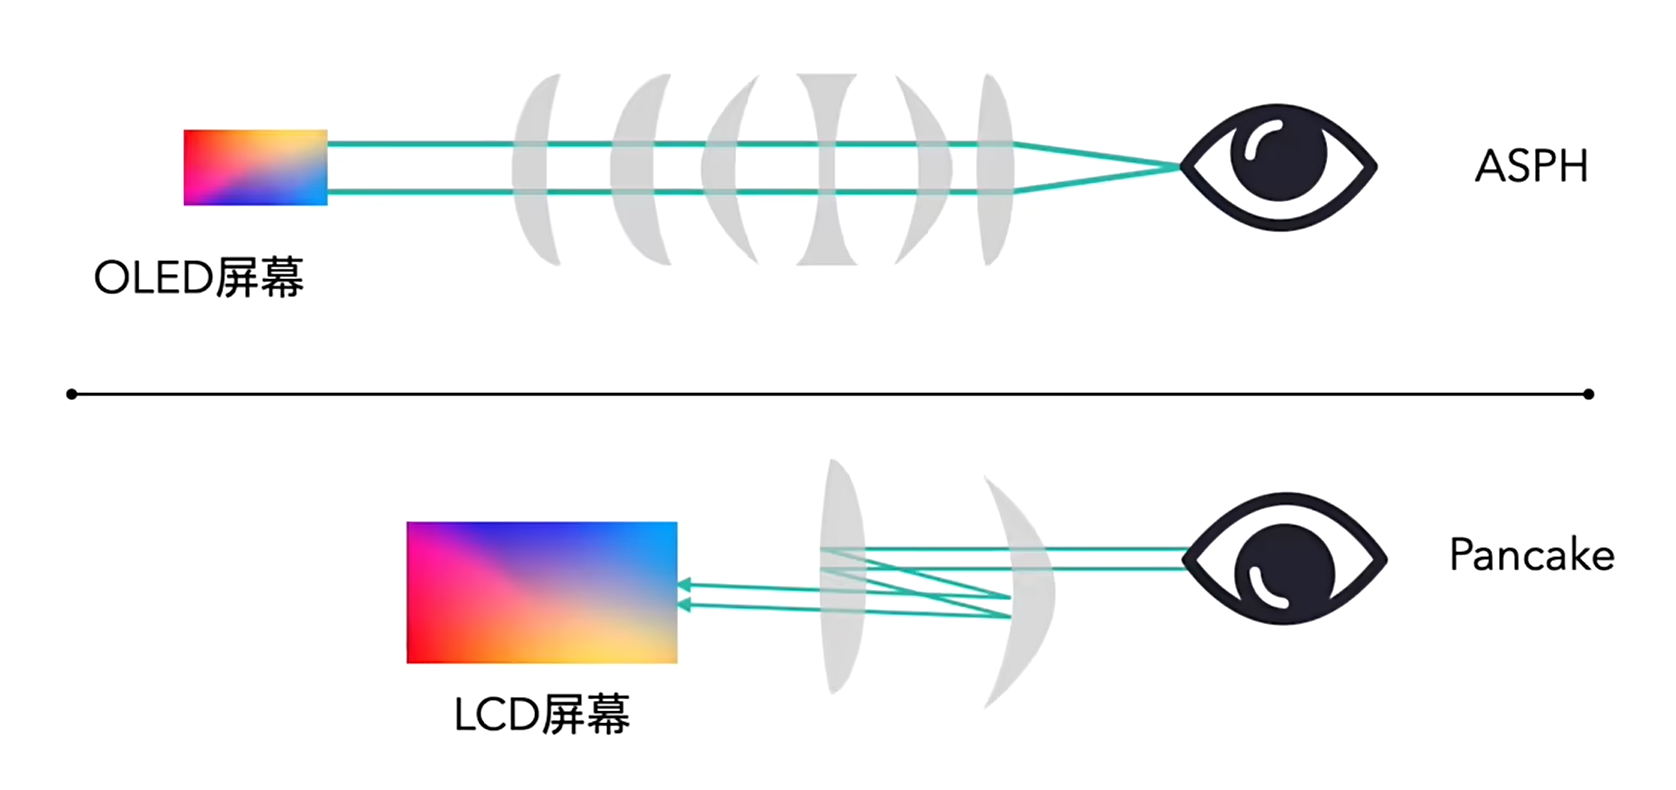 ASPH
OLED屏幕
Pancake
LCD屏幕